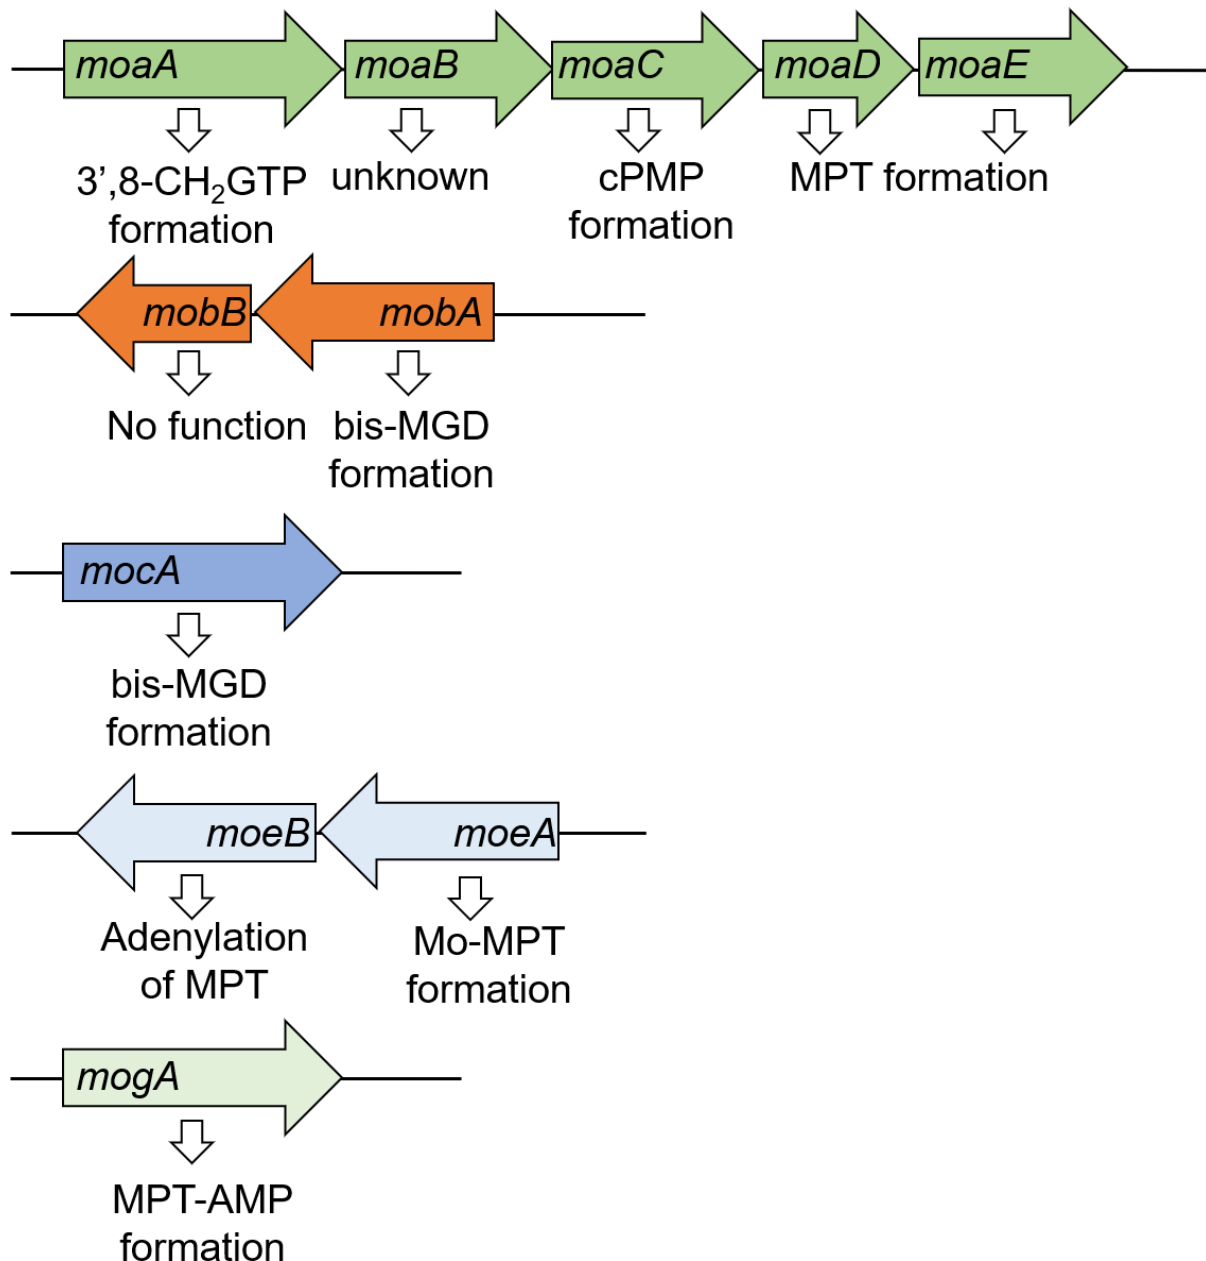 moaA moaB moaC moaD moaE
3',8-CH₂GTP formation
unknown
cPMP formation
MPT formation
mobB mobA
No function
bis-MGD formation
mocA
bis-MGD formation
moeB moeA
Adenylation of MPT
Mo-MPT formation
mogA
MPT-AMP formation